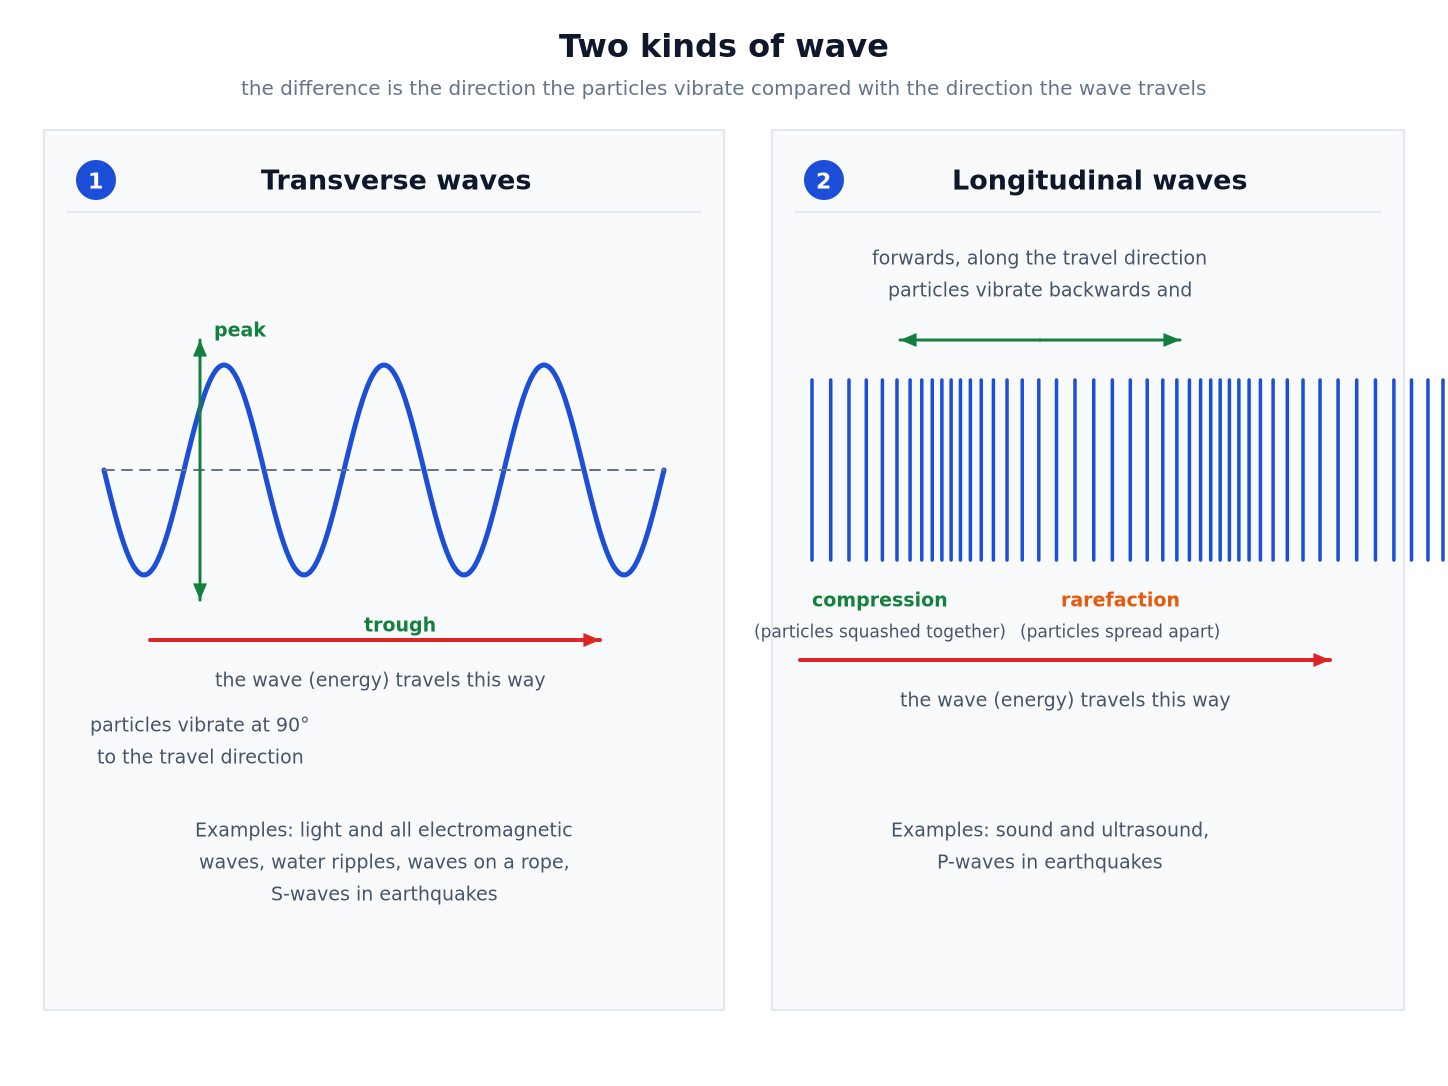 Two kinds of wave
the difference is the direction the particles vibrate compared with the direction the wave travels
1
Transverse waves
peak
trough
the wave (energy) travels this way
particles vibrate at 90°
to the travel direction
Examples: light and all electromagnetic
waves, water ripples, waves on a rope,
S-waves in earthquakes
2
Longitudinal waves
forwards, along the travel direction
particles vibrate backwards and
compression
(particles squashed together)
rarefaction
(particles spread apart)
the wave (energy) travels this way
Examples: sound and ultrasound,
P-waves in earthquakes